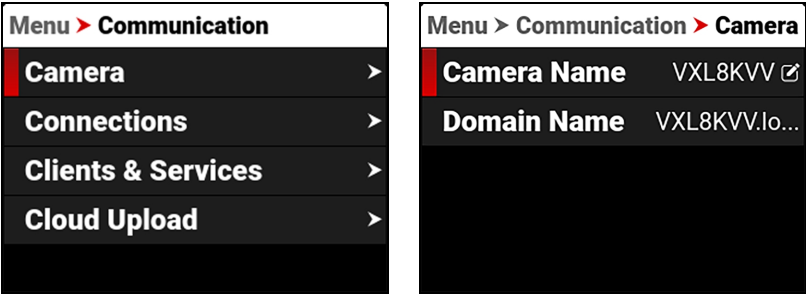 Menu > Communication
Camera
Connections
Clients & Services
Cloud Upload
Menu > Communication > Camera
Camera Name VXL8KVV
Domain Name VXL8KVV.lo...